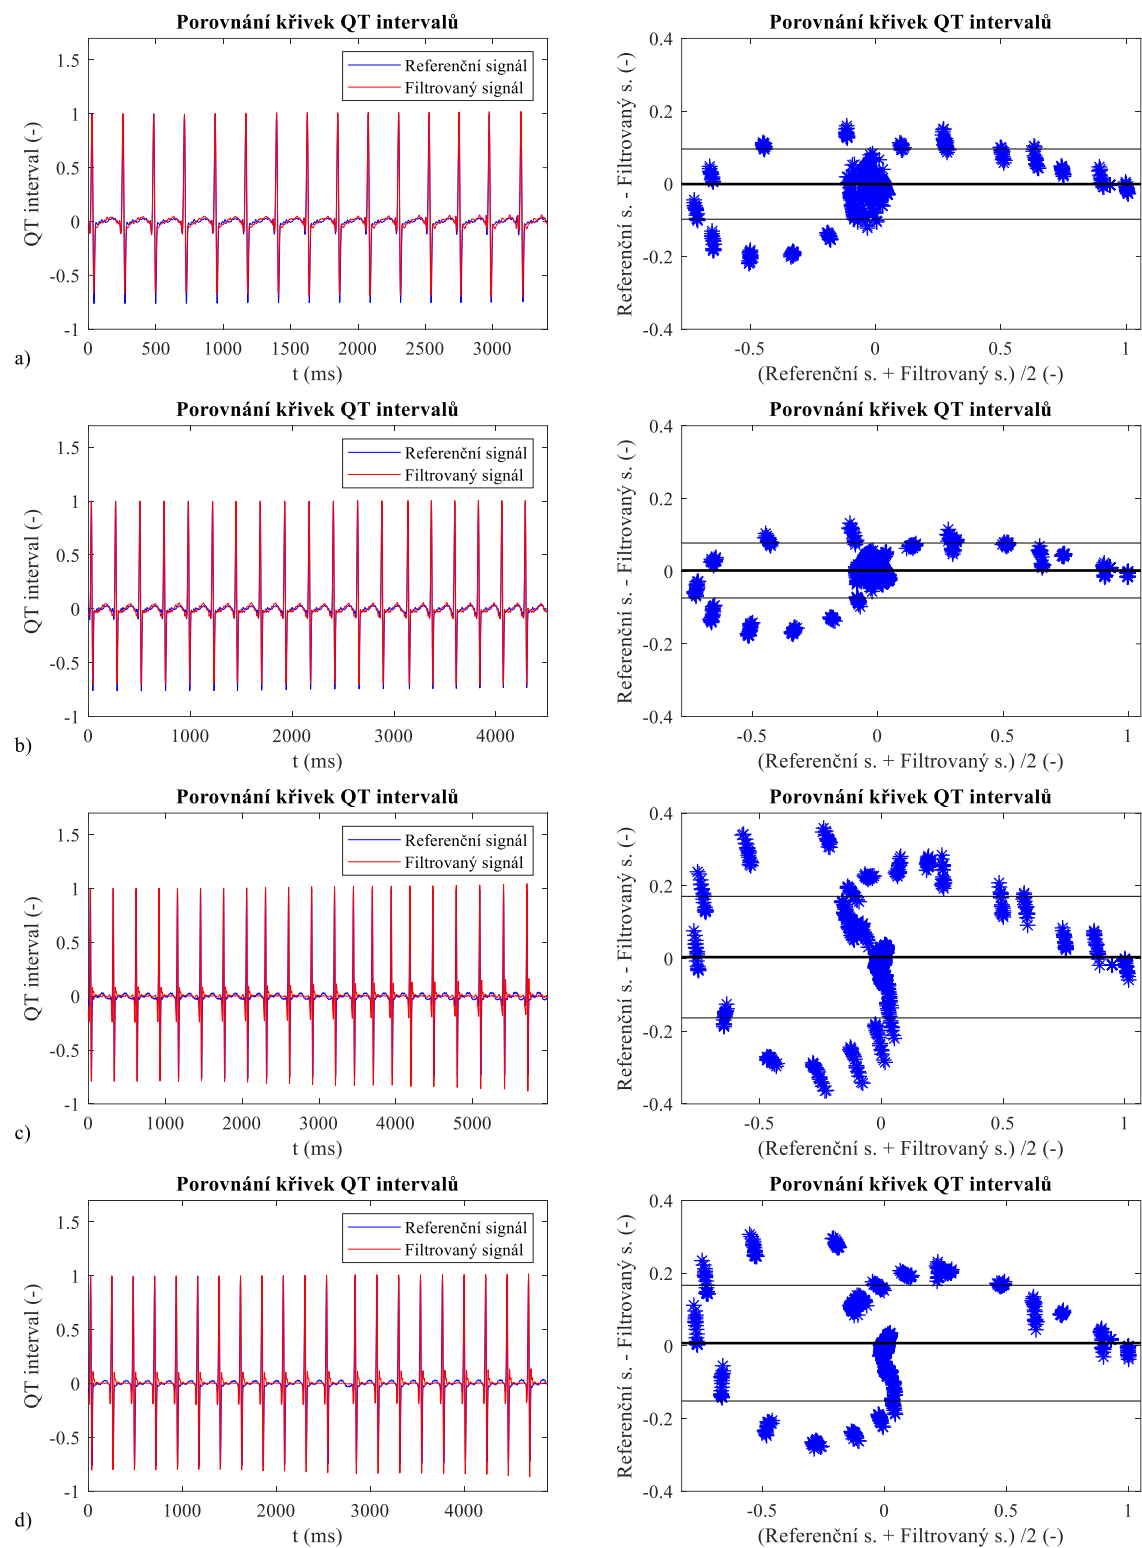 Porovnání křivek QT intervalů
1.5
1
0.5
0
-0.5
-1
QT interval (-)
Referenční signál
Filtrovaný signál
0 500 1000 1500 2000 2500 3000
t (ms)
a)
Porovnání křivek QT intervalů
0.4
0.2
0
-0.2
-0.4
Referenční s. - Filtrovaný s. (-)
-0.5 0 0.5 1
(Referenční s. + Filtrovaný s.) /2 (-)
Porovnání křivek QT intervalů
1.5
1
0.5
0
-0.5
-1
QT interval (-)
Referenční signál
Filtrovaný signál
0 1000 2000 3000 4000
t (ms)
b)
Porovnání křivek QT intervalů
0.4
0.2
0
-0.2
-0.4
Referenční s. - Filtrovaný s. (-)
-0.5 0 0.5 1
(Referenční s. + Filtrovaný s.) /2 (-)
Porovnání křivek QT intervalů
1.5
1
0.5
0
-0.5
-1
QT interval (-)
Referenční signál
Filtrovaný signál
0 1000 2000 3000 4000 5000
t (ms)
c)
Porovnání křivek QT intervalů
0.4
0.2
0
-0.2
-0.4
Referenční s. - Filtrovaný s. (-)
-0.5 0 0.5 1
(Referenční s. + Filtrovaný s.) /2 (-)
Porovnání křivek QT intervalů
1.5
1
0.5
0
-0.5
-1
QT interval (-)
Referenční signál
Filtrovaný signál
0 1000 2000 3000 4000
t (ms)
d)
Porovnání křivek QT intervalů
0.4
0.2
0
-0.2
-0.4
Referenční s. - Filtrovaný s. (-)
-0.5 0 0.5 1
(Referenční s. + Filtrovaný s.) /2 (-)